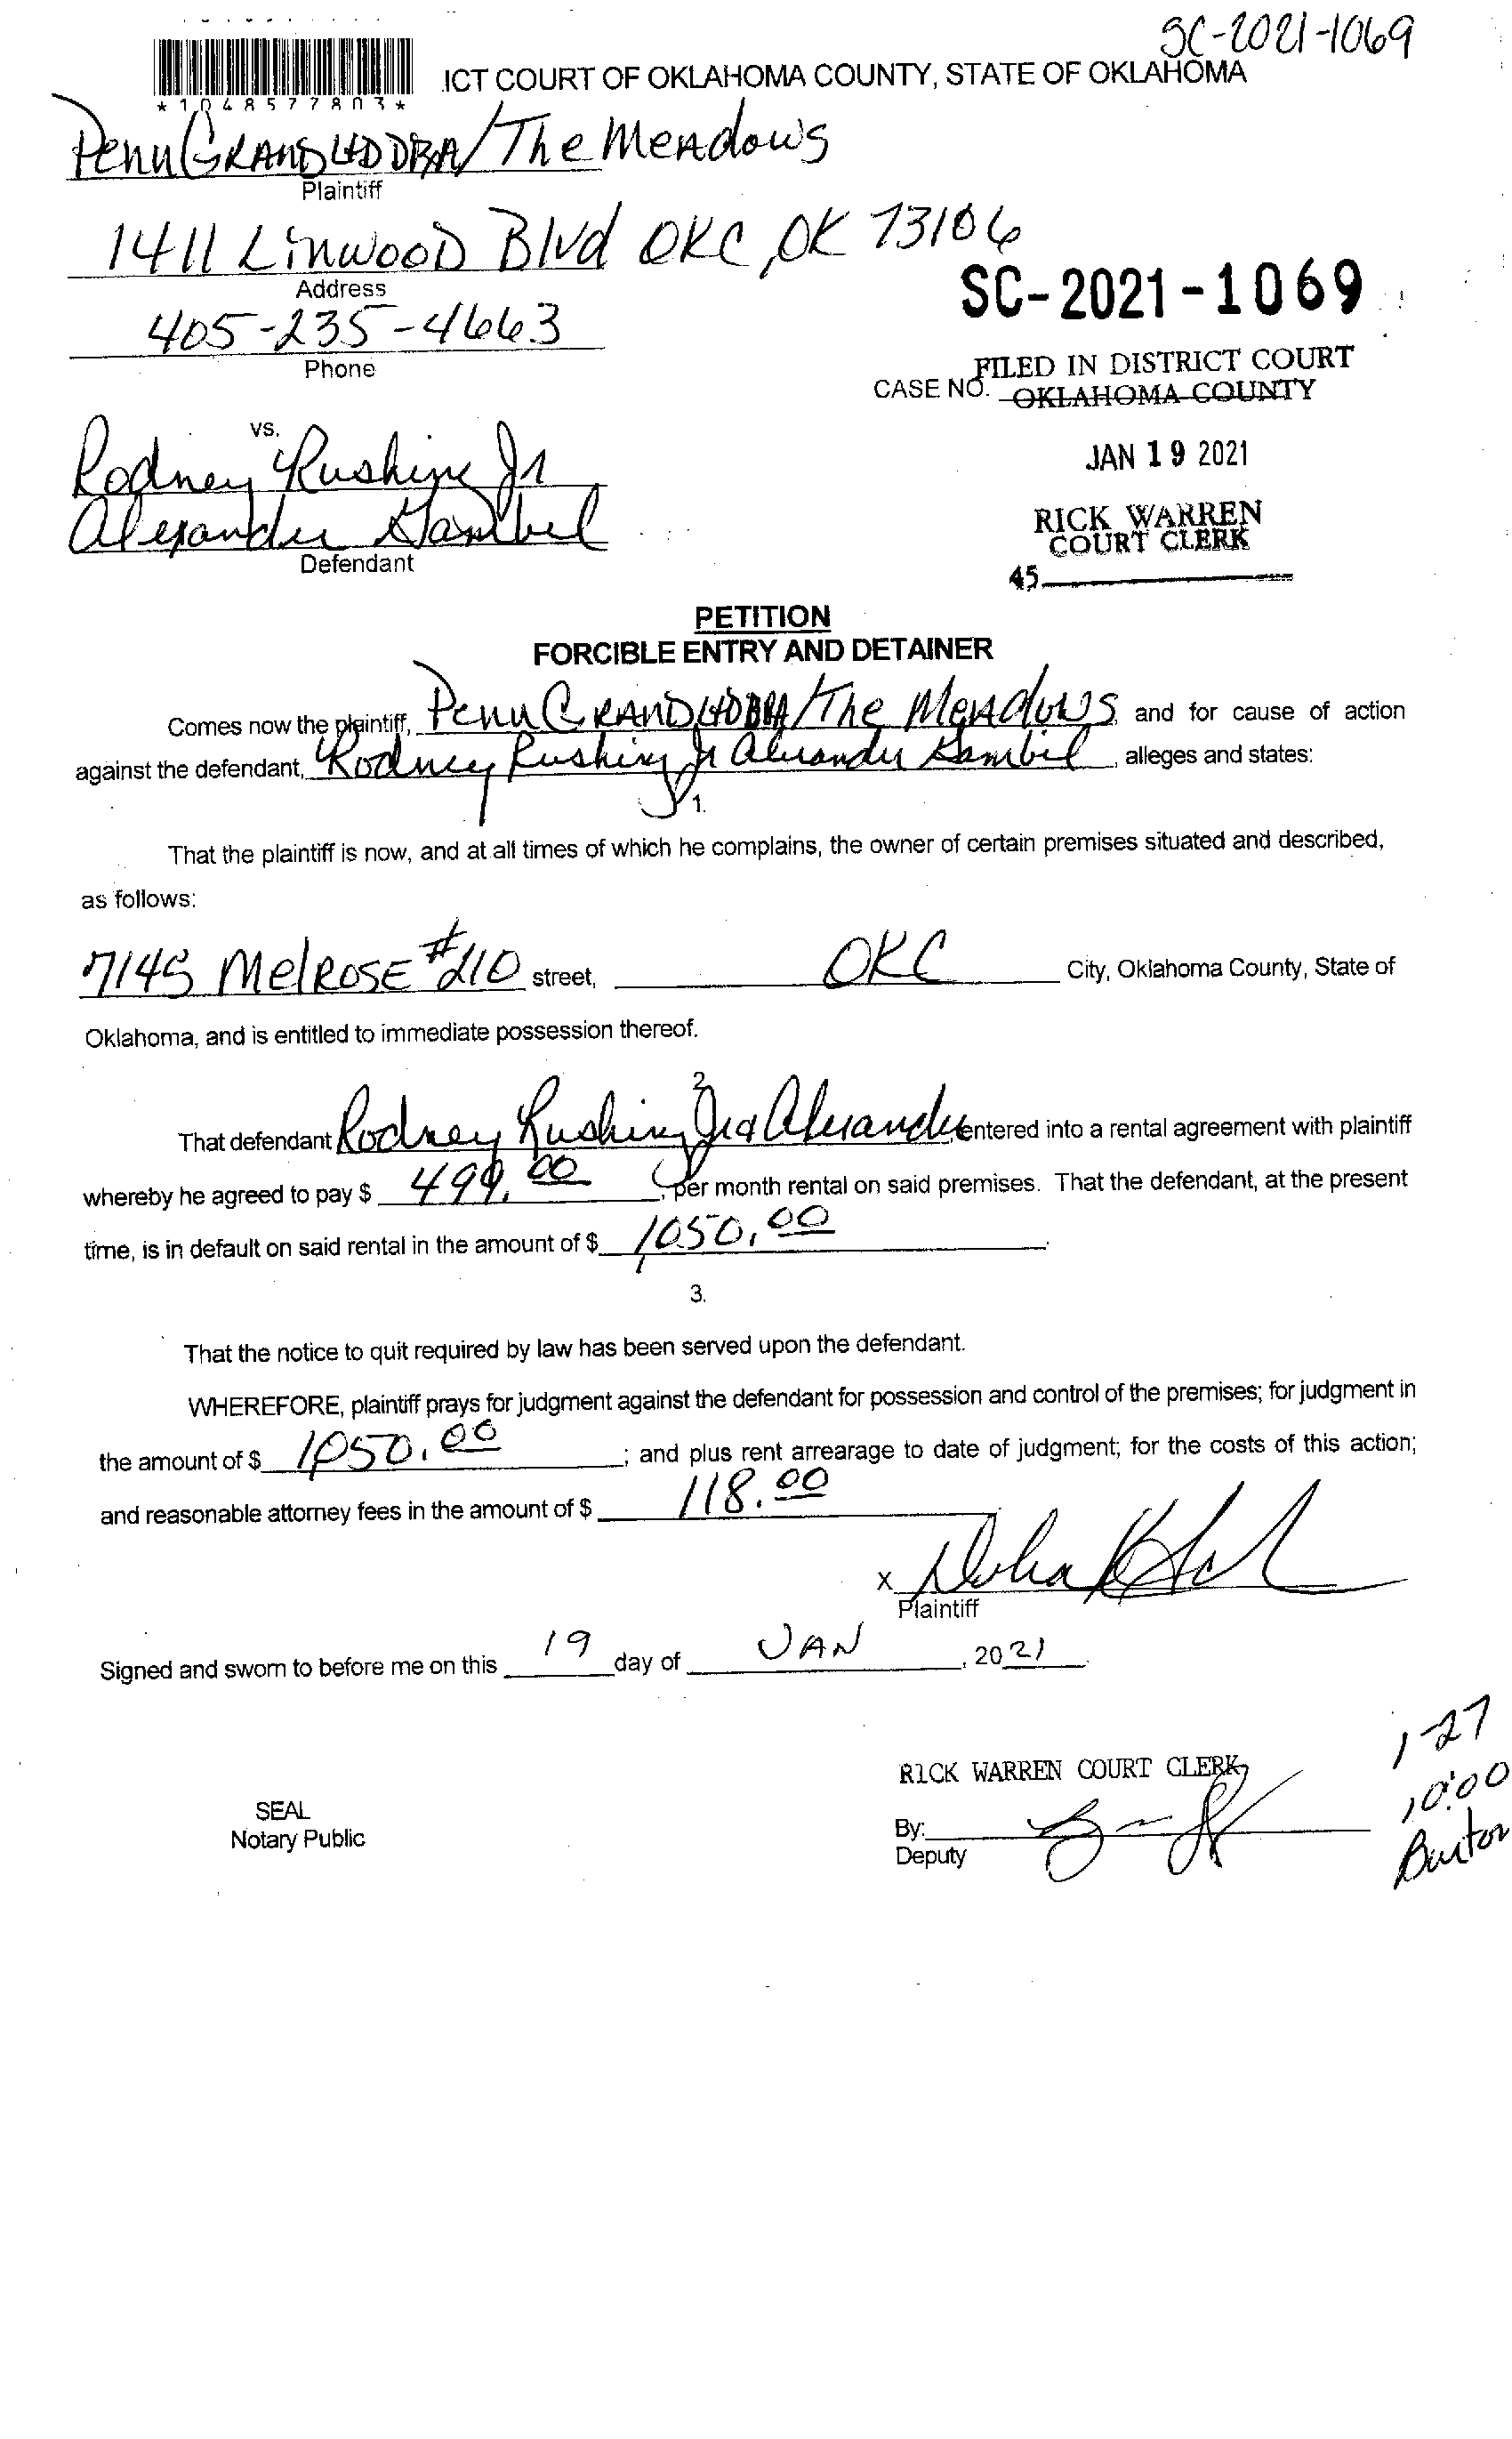 SC-2021-1069
ICT COURT OF OKLAHOMA COUNTY, STATE OF OKLAHOMA
*1048577803*
Penn GRAND LTD DBA/The Meadows
Plaintiff
1411 Linwood Blvd OKC, OK 73106
Address
SC-2021-1069
405-235-4663
Phone
FILED IN DISTRICT COURT
CASE NO. OKLAHOMA COUNTY
vs.
JAN 19 2021
Rodney Rushing Jr
RICK WARREN
COURT CLERK
Alexander
Defendant
45
PETITION
FORCIBLE ENTRY AND DETAINER
Comes now the plaintiff, Penn GRAND LTD DBA/The Meadows and for cause of action
against the defendant, Rodney Rushing Jr Alexander , alleges and states:
1.
That the plaintiff is now, and at all times of which he complains, the owner of certain premises situated and described,
as follows:
7145 MelROSE #210 street, OKC City, Oklahoma County, State of
Oklahoma, and is entitled to immediate possession thereof.
2.
That defendant Rodney Rushing Jr & Alexander entered into a rental agreement with plaintiff
whereby he agreed to pay $ 499.00, per month rental on said premises. That the defendant, at the present
time, is in default on said rental in the amount of $ 1,050.00.
3.
That the notice to quit required by law has been served upon the defendant.
WHEREFORE, plaintiff prays for judgment against the defendant for possession and control of the premises; for judgment in
the amount of $ 1050.00; and plus rent arrearage to date of judgment; for the costs of this action;
and reasonable attorney fees in the amount of $ 118.00
X
Plaintiff
Signed and sworn to before me on this 19 day of JAN, 2021.
1-27
RICK WARREN COURT CLERK
10:00
SEAL
Notary Public
By:
Deputy
Burton